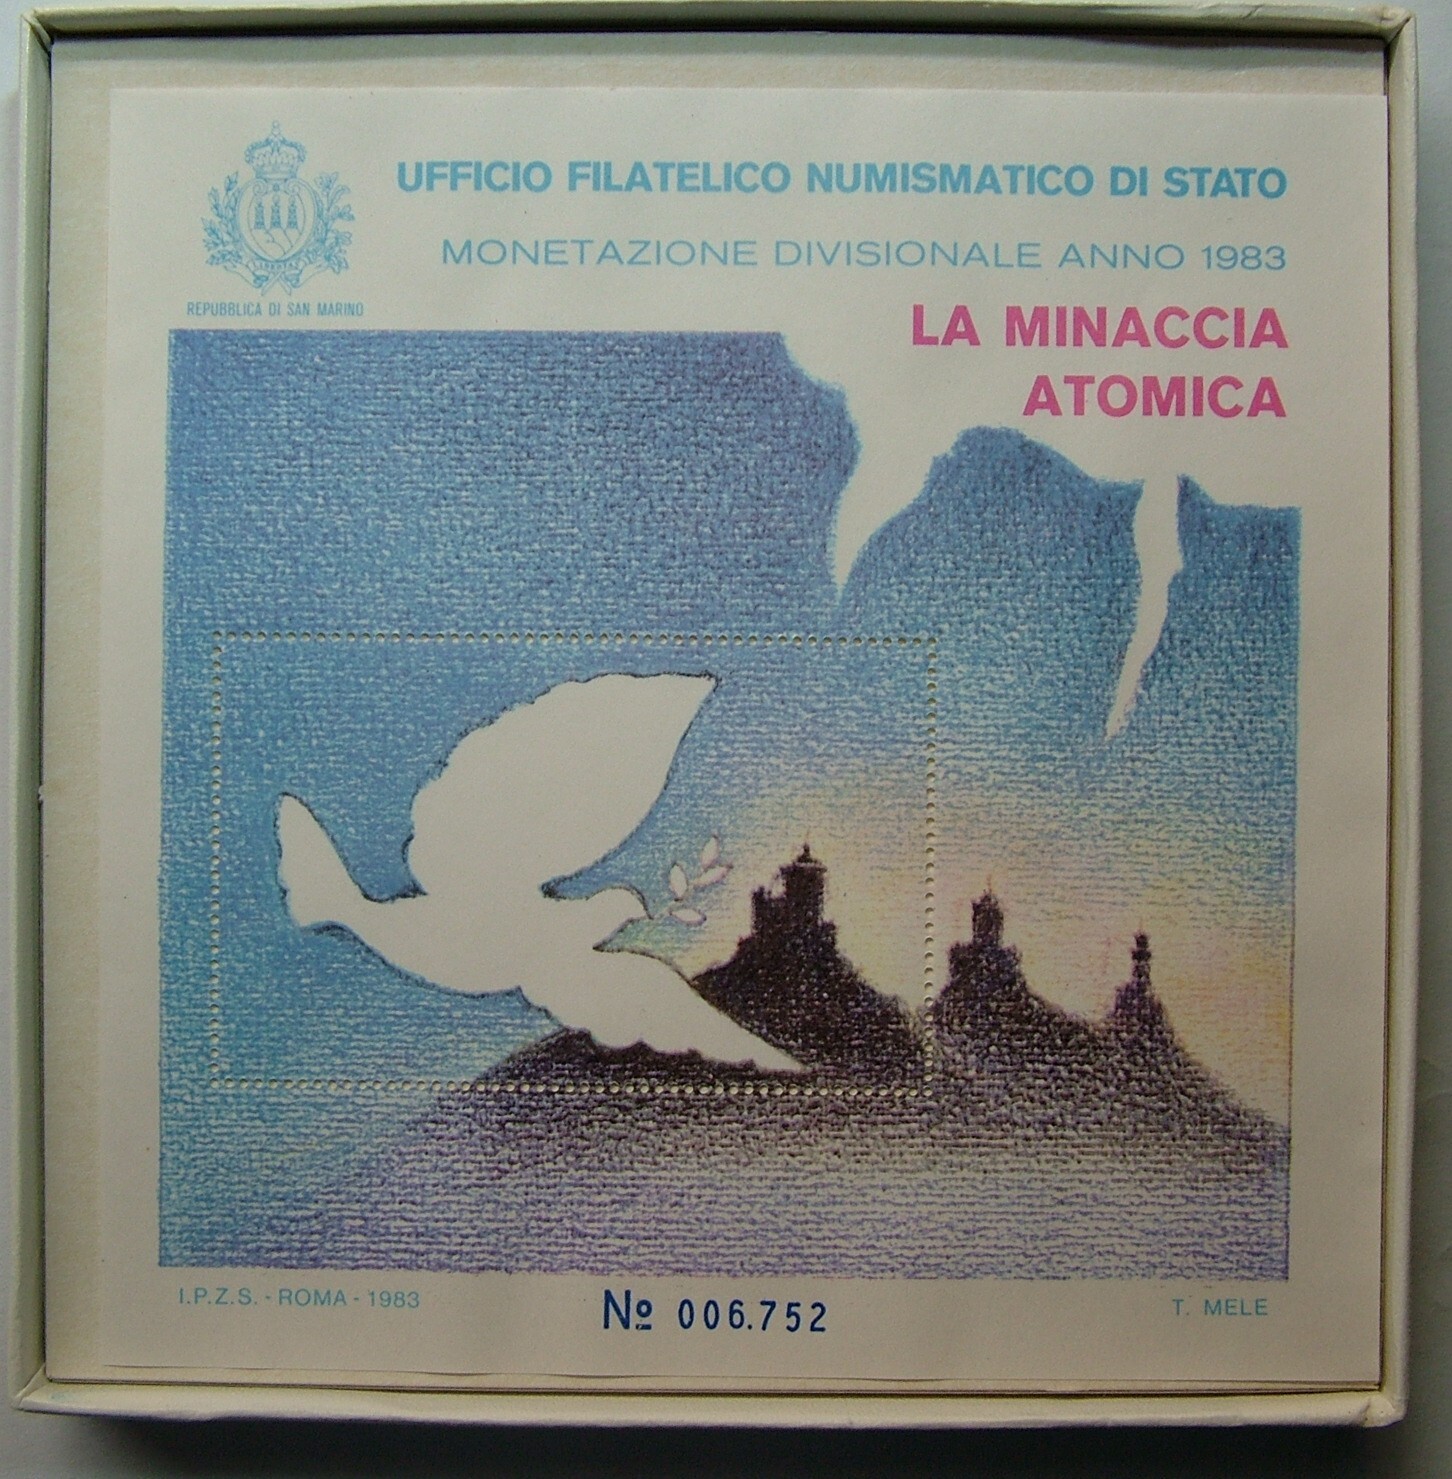 UFFICIO FILATELICO NUMISMATICO DI STATO
MONETAZIONE DIVISIONALE ANNO 1983
LIBERTAS
REPUBBLICA DI SAN MARINO
LA MINACCIA
ATOMICA
I.P.Z.S. - ROMA - 1983
Nº 006.752
T. MELE